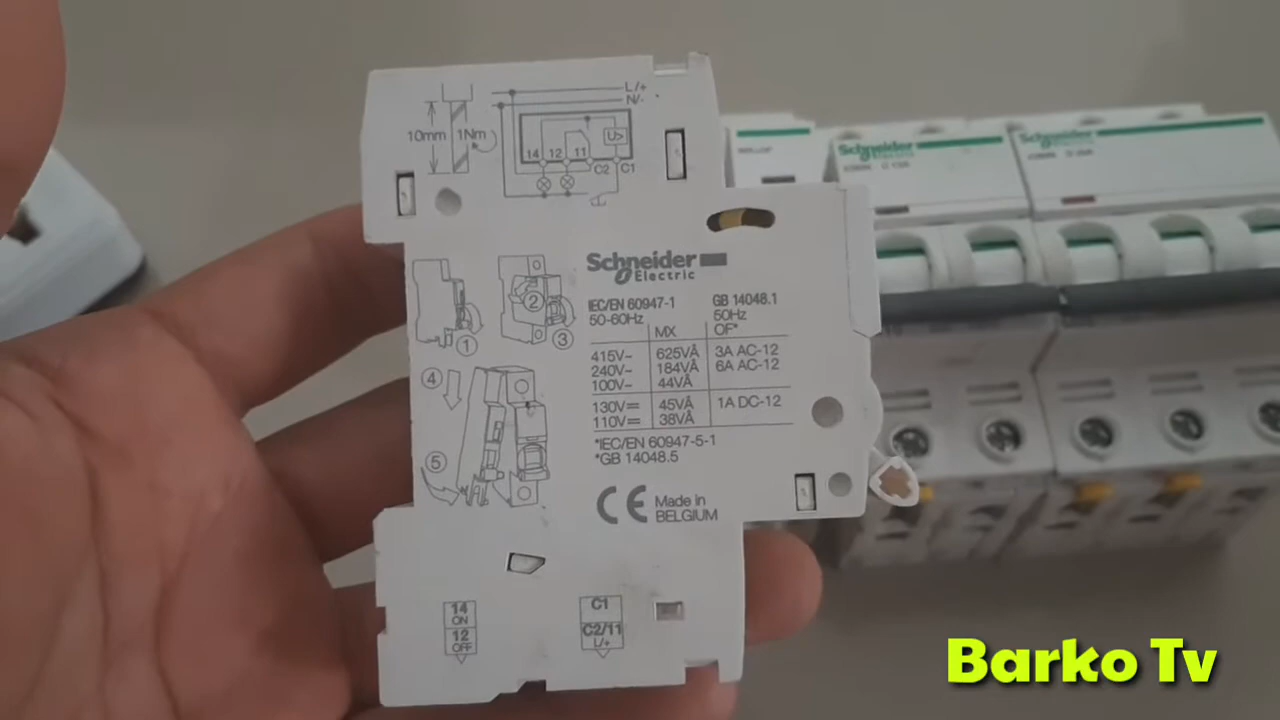 L/+
N/-
10mm 1Nm
U>
14 12 11 C2 C1
Schneider
Electric
IEC/EN 60947-1 GB 14048.1
50-60Hz 50Hz
MX OF*
415V~ 625VA 3A AC-12
240V~ 184VA 6A AC-12
100V~ 44VA
130V⎓ 45VA 1A DC-12
110V⎓ 38VA
*IEC/EN 60947-5-1
*GB 14048.5
1
2
3
4
5
CE Made in
BELGIUM
14
ON
12
OFF
C1
C2/11
L/+
Schneider
Schneider
Barko Tv